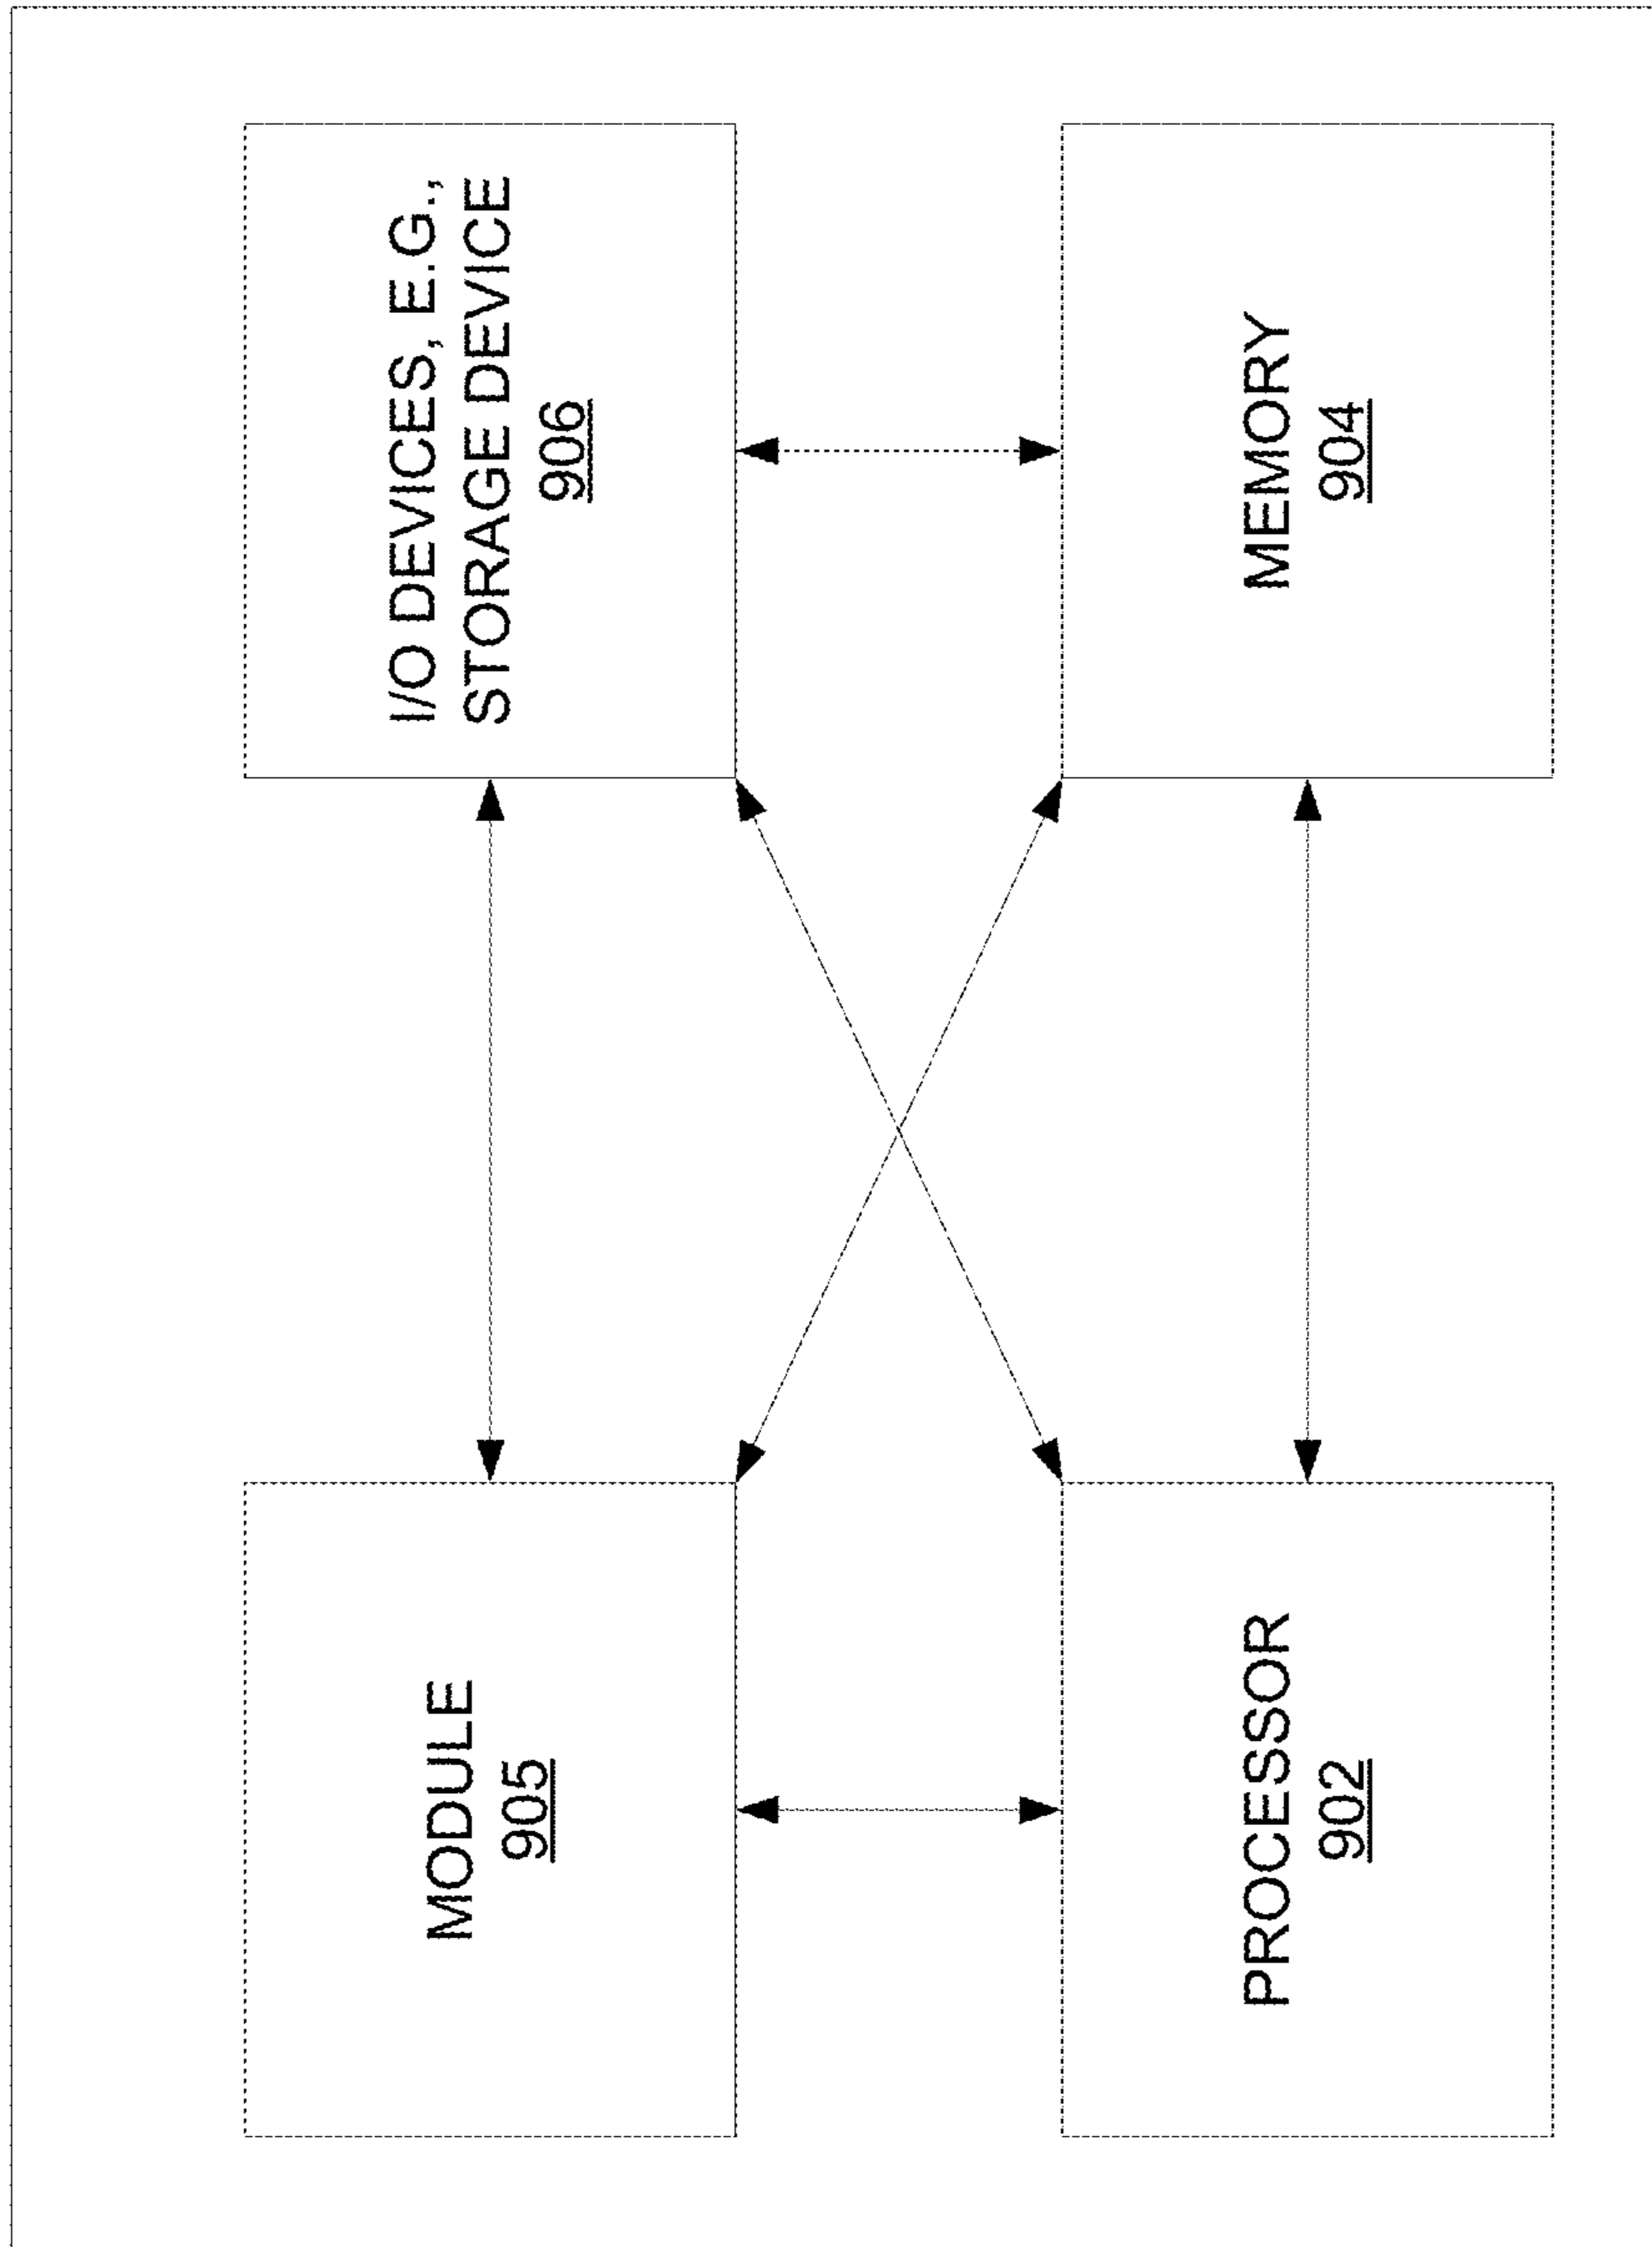 MODULE
905
I/O DEVICES, E.G.,
STORAGE DEVICE
906
PROCESSOR
902
MEMORY
904